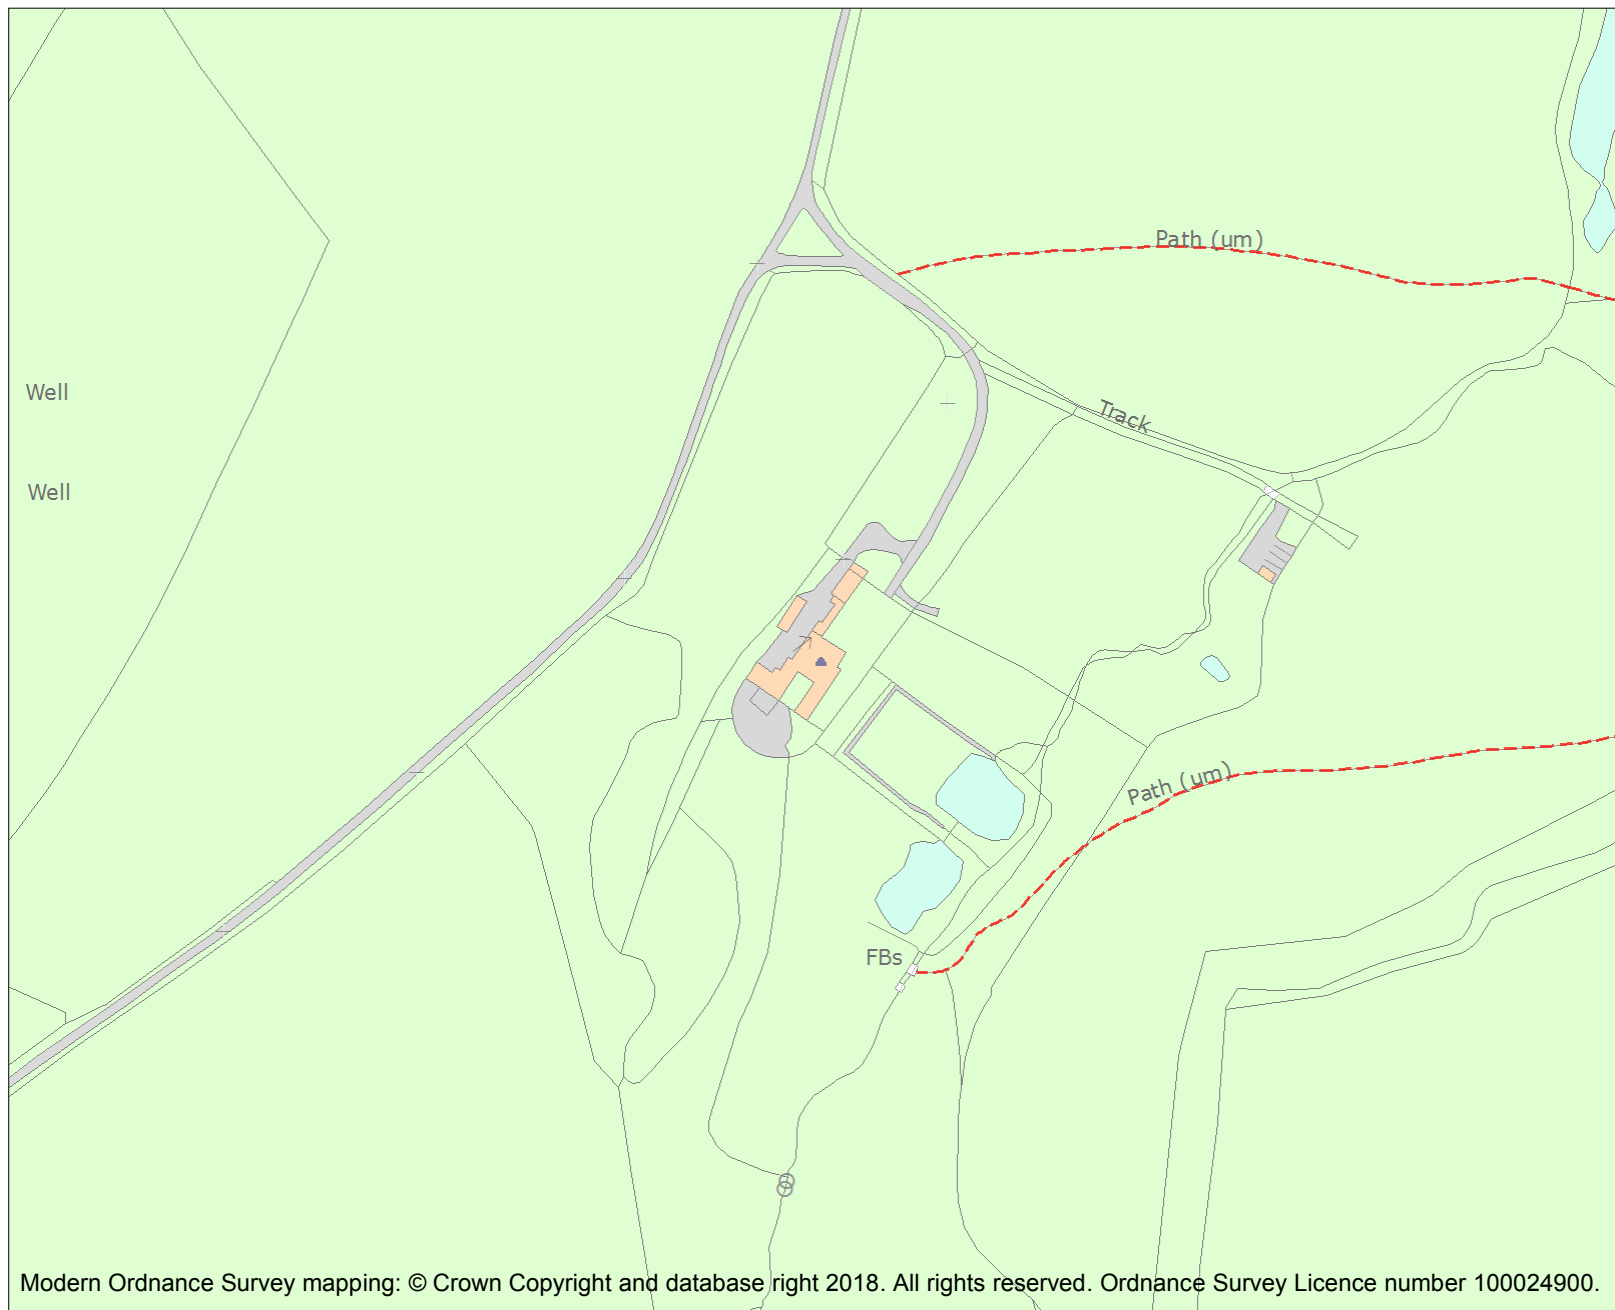 Path (um)
Well
Track
Well
Path (um)
FBs
Modern Ordnance Survey mapping: © Crown Copyright and database right 2018. All rights reserved. Ordnance Survey Licence number 100024900.